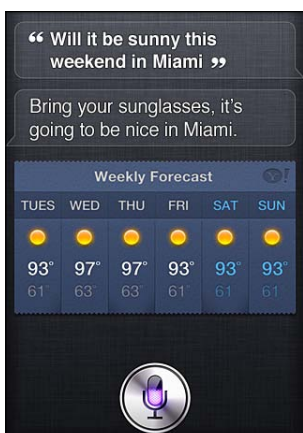 “ Will it be sunny this
weekend in Miami ”
Bring your sunglasses, it's
going to be nice in Miami.
Weekly Forecast Y!
TUES WED THU FRI SAT SUN
93° 97° 97° 93° 93° 93°
61° 63° 63° 61° 61° 61°